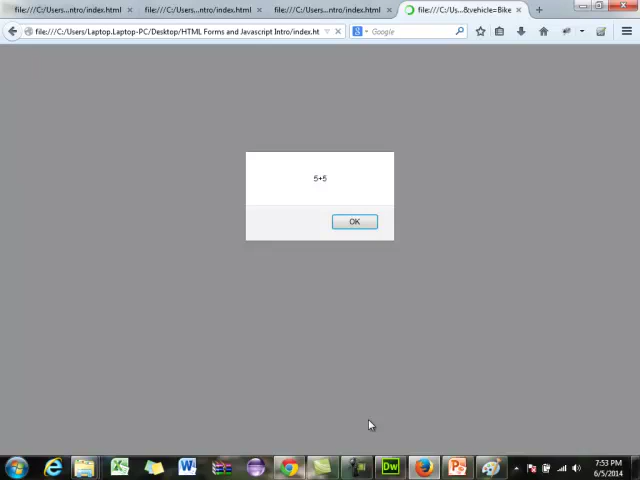 file:///C:/Users...ntro/index.html
file:///C:/Users...ntro/index.html
file:///C:/Users...ntro/index.html
file:///C:/Us...&vehicle=Bike
file:///C:/Users/Laptop.Laptop-PC/Desktop/HTML Forms and Javascript Intro/index.ht
Google
5+5
OK
Dw
7:53 PM
6/5/2014